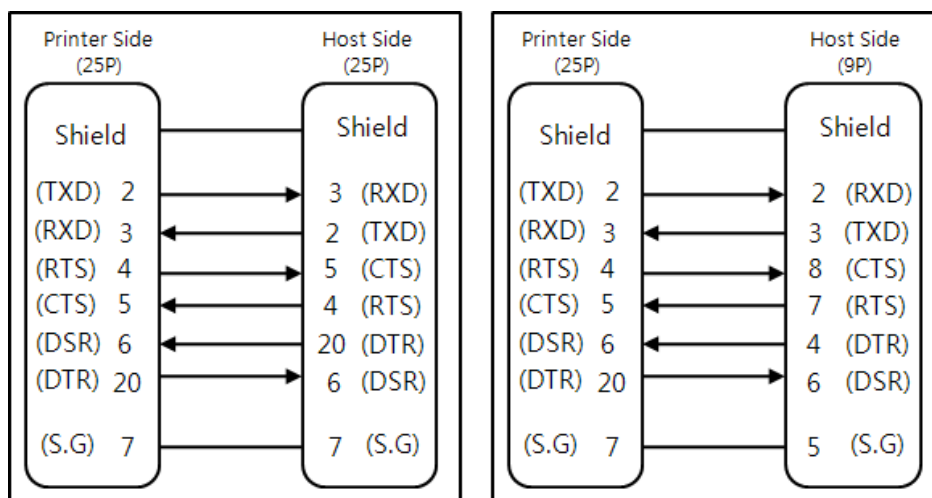 Printer Side Host Side
(25P) (25P)
Shield Shield
(TXD) 2 3 (RXD)
(RXD) 3 2 (TXD)
(RTS) 4 5 (CTS)
(CTS) 5 4 (RTS)
(DSR) 6 20 (DTR)
(DTR) 20 6 (DSR)
(S.G) 7 7 (S.G)
Printer Side Host Side
(25P) (9P)
Shield Shield
(TXD) 2 2 (RXD)
(RXD) 3 3 (TXD)
(RTS) 4 8 (CTS)
(CTS) 5 7 (RTS)
(DSR) 6 4 (DTR)
(DTR) 20 6 (DSR)
(S.G) 7 5 (S.G)